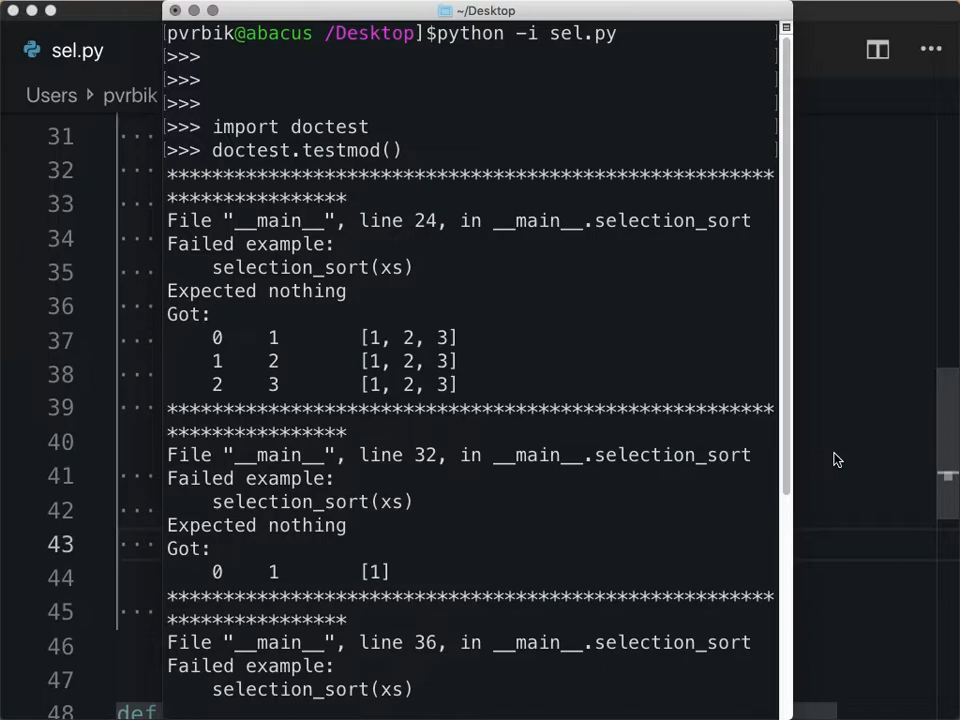 ~/Desktop
sel.py
Users
pvrbik
31
32
33
34
35
36
37
38
39
40
41
42
43
44
45
46
47
48
def
pvrbik@abacus /Desktop]$python -i sel.py
>>>
>>>
>>>
>>> import doctest
>>> doctest.testmod()
******************************************************
****************
File "__main__", line 24, in __main__.selection_sort
Failed example:
selection_sort(xs)
Expected nothing
Got:
0 1 [1, 2, 3]
1 2 [1, 2, 3]
2 3 [1, 2, 3]
******************************************************
****************
File "__main__", line 32, in __main__.selection_sort
Failed example:
selection_sort(xs)
Expected nothing
Got:
0 1 [1]
******************************************************
****************
File "__main__", line 36, in __main__.selection_sort
Failed example:
selection_sort(xs)